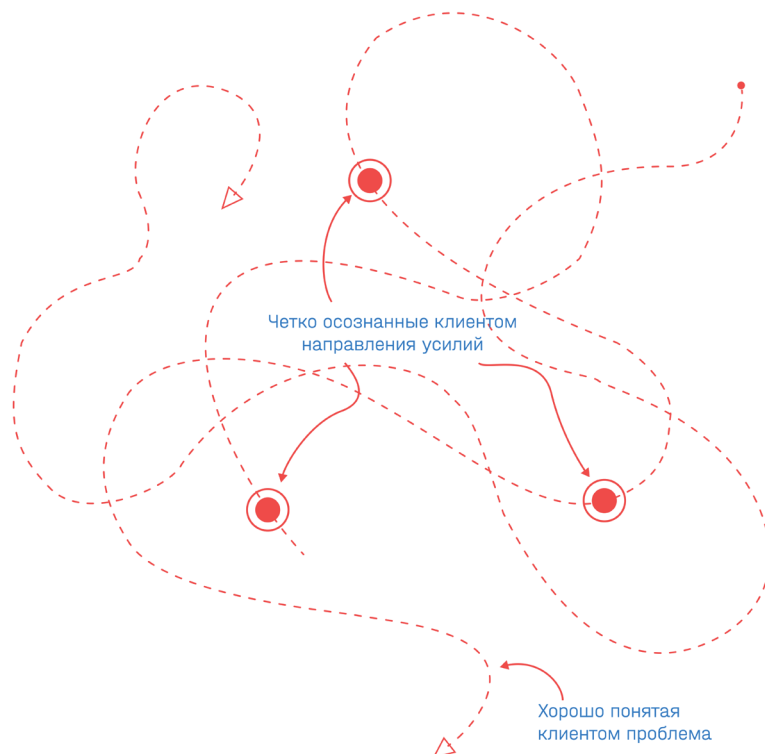 Четко осознанные клиентом
направления усилий
Хорошо понятая
клиентом проблема